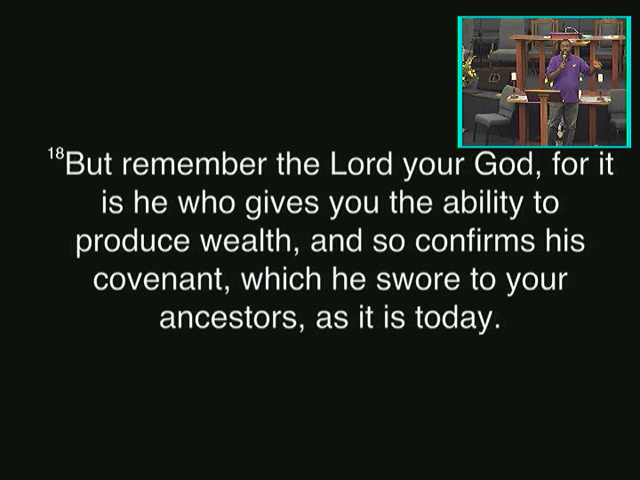 18But remember the Lord your God, for it
is he who gives you the ability to
produce wealth, and so confirms his
covenant, which he swore to your
ancestors, as it is today.